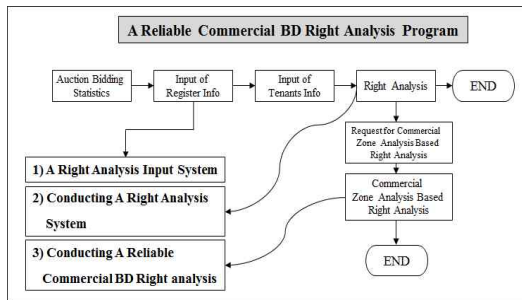 A Reliable Commercial BD Right Analysis Program
Auction Bidding
Statistics
Input of
Register Info
Input of
Tenants Info
Right Analysis
END
Request for Commercial
Zone Analysis Based
Right Analysis
1) A Right Analysis Input System
2) Conducting A Right Analysis
System
Commercial
Zone Analysis Based
Right Analysis
3) Conducting A Reliable
Commercial BD Right analysis
END